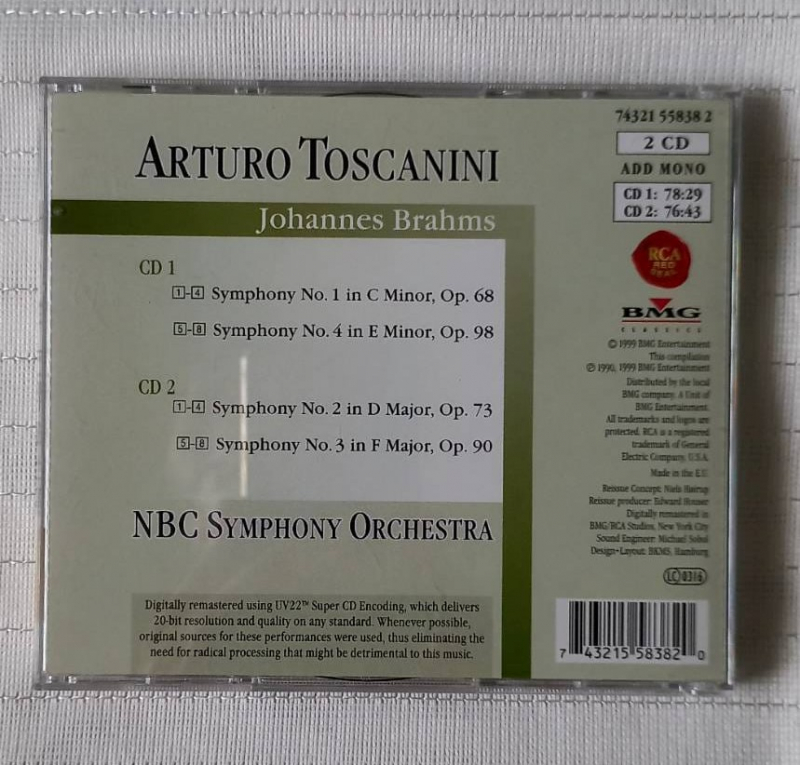 74321 55838 2
2 CD
ADD MONO
CD 1: 78:29
CD 2: 76:43
ARTURO TOSCANINI
Johannes Brahms
CD 1
1-4 Symphony No. 1 in C Minor, Op. 68
5-8 Symphony No. 4 in E Minor, Op. 98
CD 2
1-4 Symphony No. 2 in D Major, Op. 73
5-8 Symphony No. 3 in F Major, Op. 90
NBC SYMPHONY ORCHESTRA
Digitally remastered using UV22™ Super CD Encoding, which delivers
20-bit resolution and quality on any standard. Whenever possible,
original sources for these performances were used, thus eliminating the
need for radical processing that might be detrimental to this music.
RCA
RED
SEAL
BMG
CLASSICS
© 1999 BMG Entertainment
This compilation
℗ 1990, 1999 BMG Entertainment
Distributed by the local
BMG company. A Unit of
BMG Entertainment.
All trademarks and logos are
protected. RCA is a registered
trademark of General
Electric Company, U.S.A.
Made in the E.U.
Reissue Concept: Niels
Reissue producer: Edward Houser
Digitally remastered in
BMG/RCA Studios, New York City
Sound Engineer: Michael Sobol
Design+Layout: BKMS, Hamburg
LC 0316
7 43215 58382 0